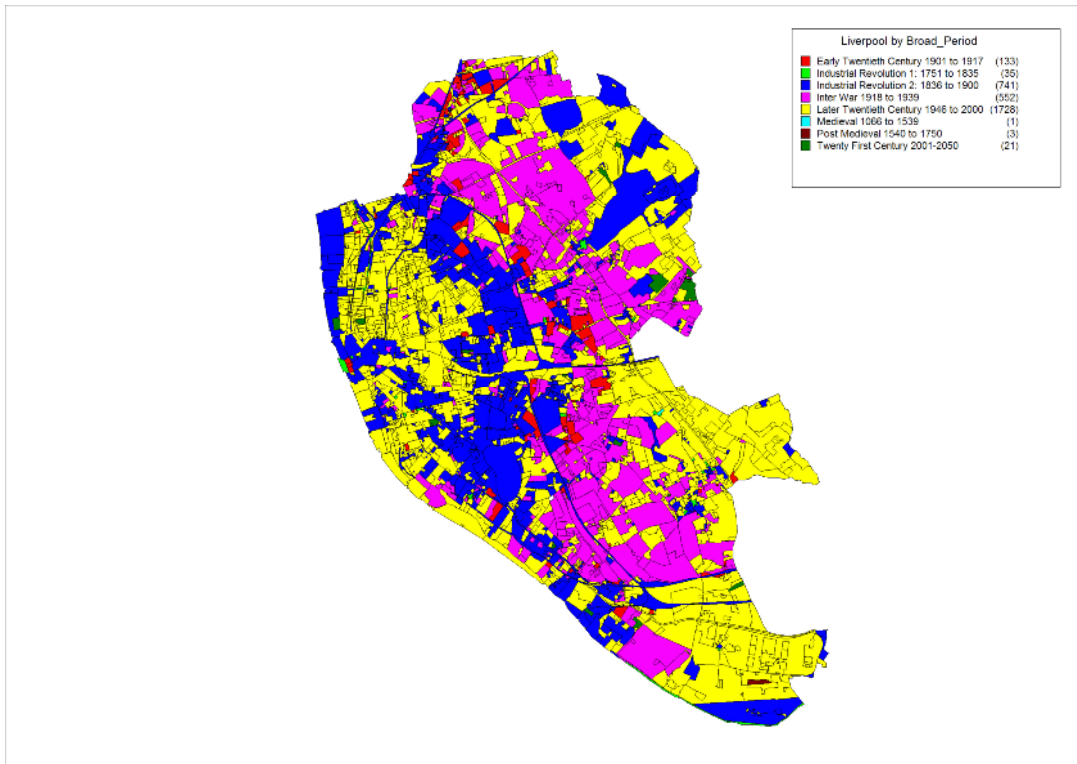 Liverpool by Broad_Period
Early Twentieth Century 1901 to 1917 (133)
Industrial Revolution 1: 1751 to 1835 (35)
Industrial Revolution 2: 1836 to 1900 (741)
Inter War 1918 to 1939 (552)
Later Twentieth Century 1946 to 2000 (1728)
Medieval 1066 to 1539 (1)
Post Medieval 1540 to 1750 (3)
Twenty First Century 2001-2050 (21)